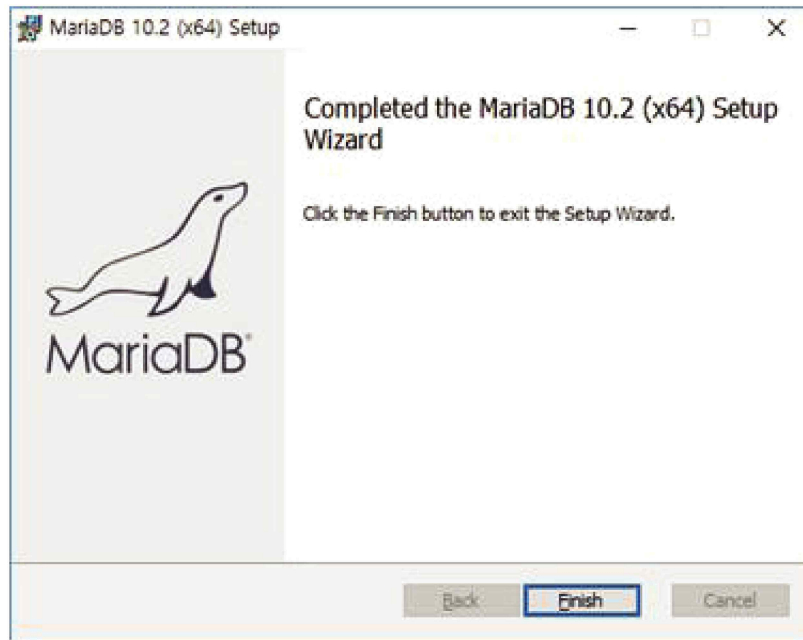 MariaDB 10.2 (x64) Setup
Completed the MariaDB 10.2 (x64) Setup
Wizard
Click the Finish button to exit the Setup Wizard.
MariaDB®
Back Finish Cancel